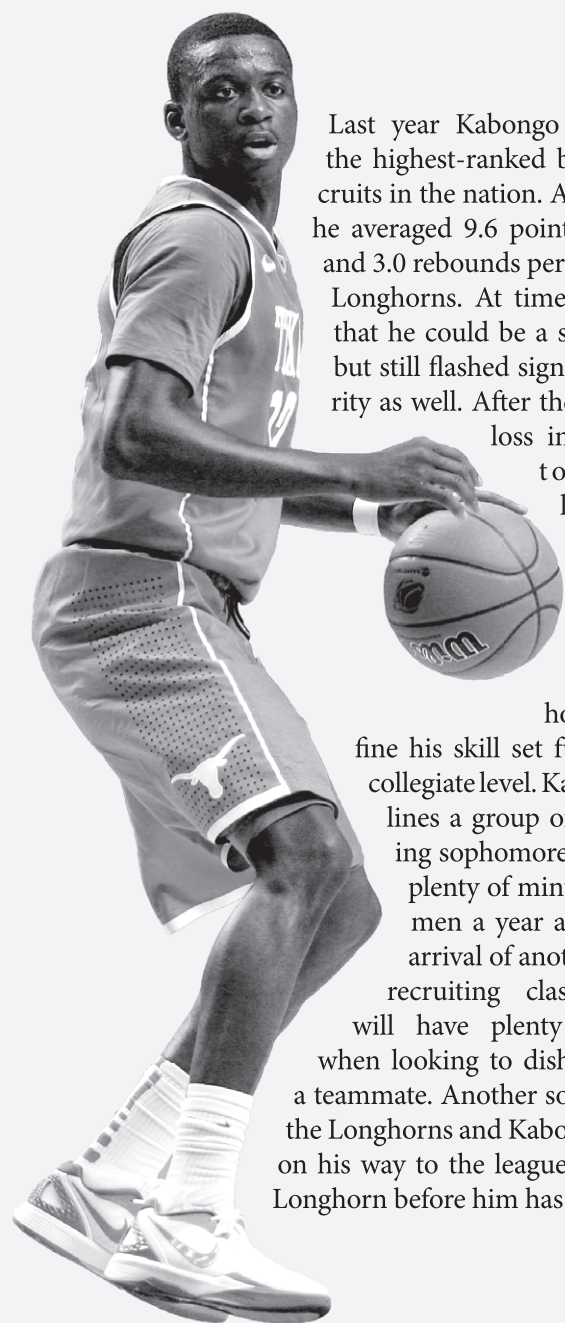 Last year Kabongo
the highest-ranked b
cruits in the nation. A
he averaged 9.6 point
and 3.0 rebounds per
Longhorns. At time
that he could be a s
but still flashed sign
rity as well. After the
loss in
to
fine his skill set f
collegiate level. Ka
lines a group o
ing sophomore
plenty of min
men a year a
arrival of anot
recruiting clas
will have plenty
when looking to dish
a teammate. Another so
the Longhorns and Kabo
on his way to the league
Longhorn before him has
Wilson